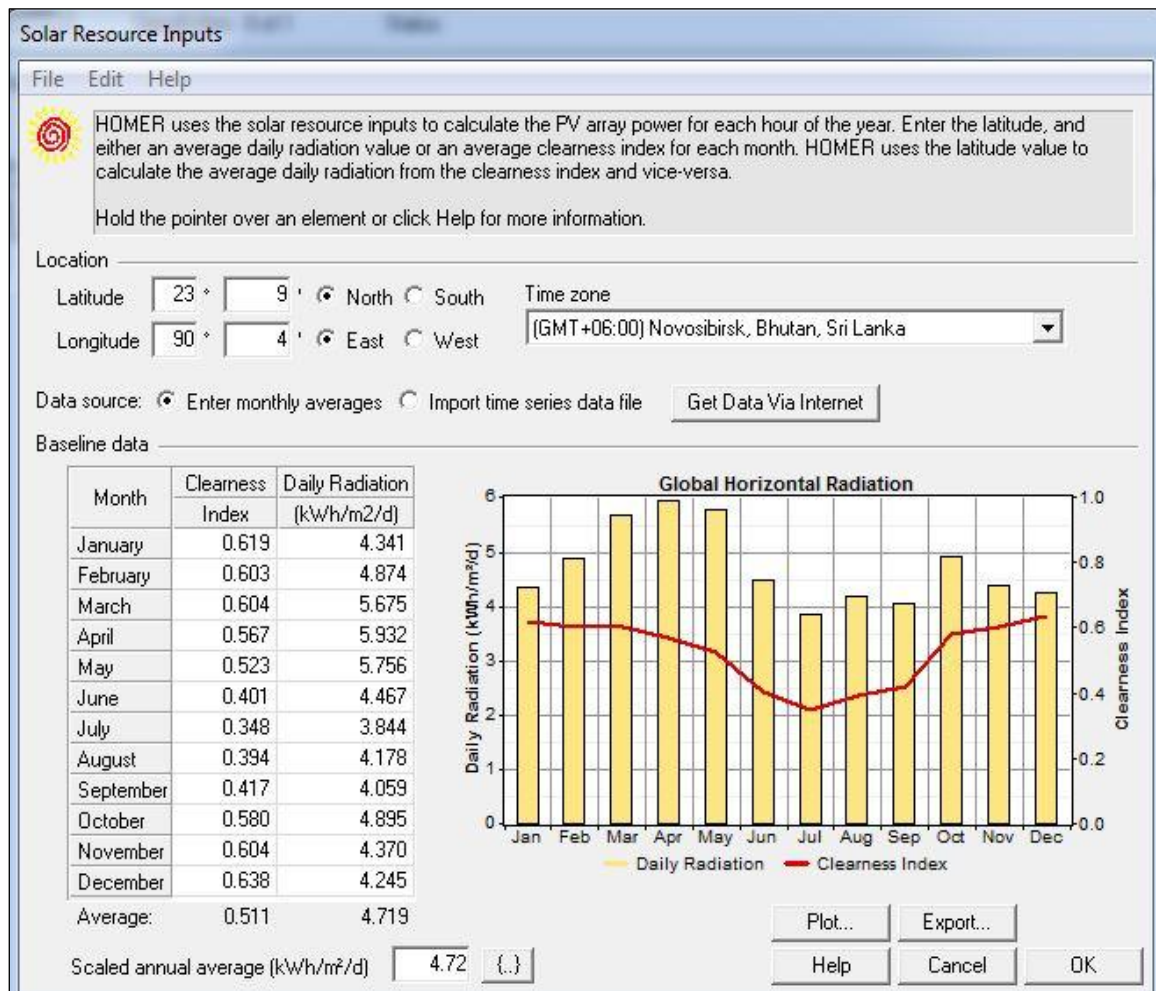 Solar Resource Inputs
File Edit Help
HOMER uses the solar resource inputs to calculate the PV array power for each hour of the year. Enter the latitude, and
either an average daily radiation value or an average clearness index for each month. HOMER uses the latitude value to
calculate the average daily radiation from the clearness index and vice-versa.
Hold the pointer over an element or click Help for more information.
Location
Latitude 23 ° 9 ' North South
Time zone
Longitude 90 ° 4 ' East West
(GMT+06:00) Novosibirsk, Bhutan, Sri Lanka
Data source: Enter monthly averages Import time series data file Get Data Via Internet
Baseline data
Month Clearness Index Daily Radiation (kWh/m2/d)
January 0.619 4.341
February 0.603 4.874
March 0.604 5.675
April 0.567 5.932
May 0.523 5.756
June 0.401 4.467
July 0.348 3.844
August 0.394 4.178
September 0.417 4.059
October 0.580 4.895
November 0.604 4.370
December 0.638 4.245
Average: 0.511 4.719
Scaled annual average (kWh/m²/d) 4.72 {..}
Global Horizontal Radiation
Daily Radiation (kWh/m²/d)
6
5
4
3
2
1
0
1.0
0.8
0.6
0.4
0.2
0.0
Clearness Index
Jan Feb Mar Apr May Jun Jul Aug Sep Oct Nov Dec
Daily Radiation Clearness Index
Plot... Export...
Help Cancel OK